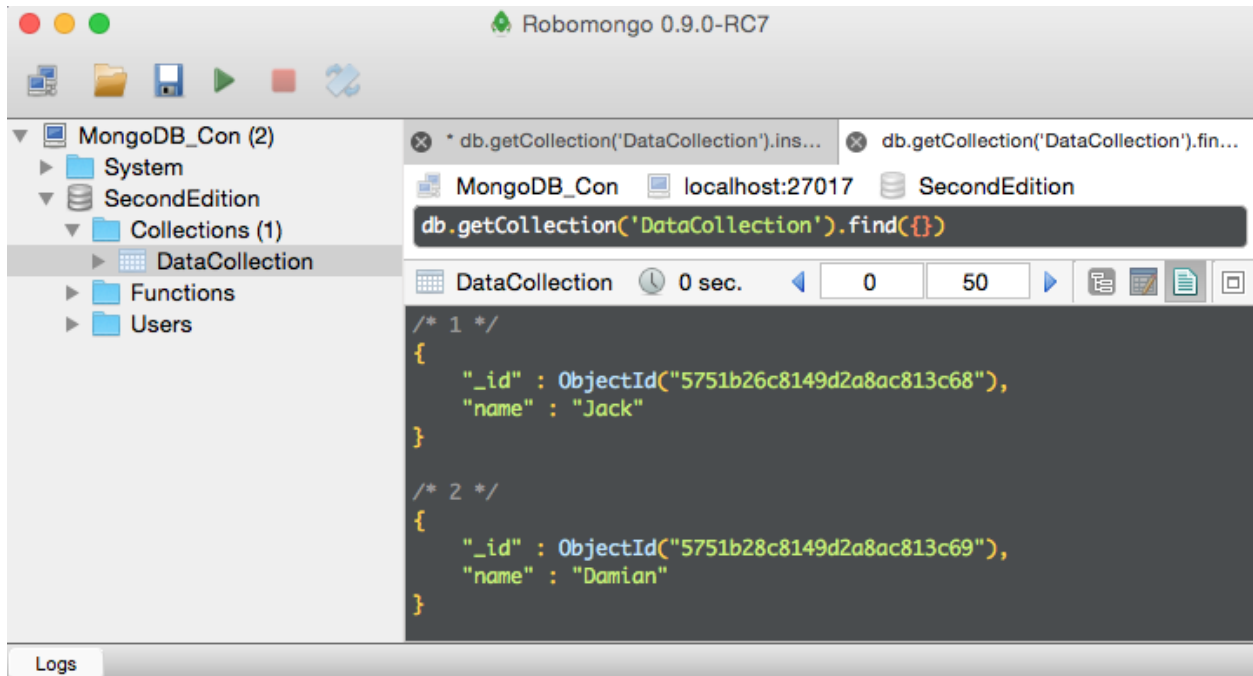 Robomongo 0.9.0-RC7
MongoDB_Con (2)
System
SecondEdition
Collections (1)
DataCollection
Functions
Users
* db.getCollection('DataCollection').ins...
db.getCollection('DataCollection').fin...
MongoDB_Con localhost:27017 SecondEdition
db.getCollection('DataCollection').find({})
DataCollection 0 sec. 0 50
/* 1 */
{
"_id" : ObjectId("5751b26c8149d2a8ac813c68"),
"name" : "Jack"
}
/* 2 */
{
"_id" : ObjectId("5751b28c8149d2a8ac813c69"),
"name" : "Damian"
}
Logs